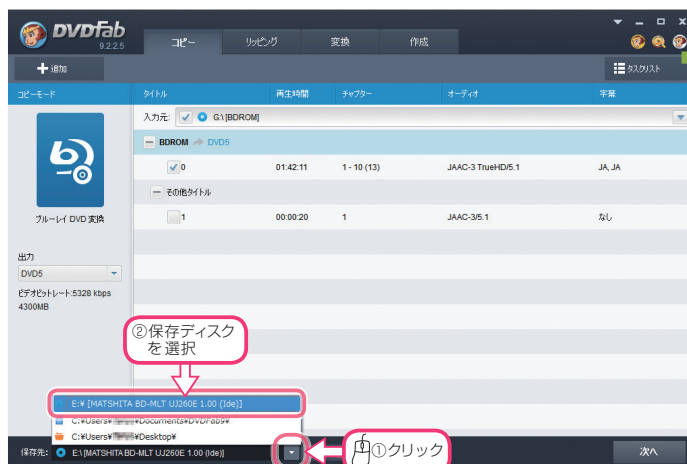 DVDFab
9.2.2.5
コピー リッピング 変換 作成
追加 タスクリスト
コピーモード タイトル 再生時間 チャプター オーディオ 字幕
入力元: G:\ [BDROM]
BDROM DVD5
0 01:42:11 1 - 10 (13) JAAC-3 TrueHD/5.1 JA, JA
その他タイトル
1 00:00:20 1 JAAC-3/5.1 なし
ブルーレイ DVD 変換
出力
DVD5
ビデオビットレート:5328 kbps
4300MB
②保存ディスク
を選択
E:¥ [MATSHITA BD-MLT UJ260E 1.00 (Ide)]
C:¥Users¥ ¥Documents¥DVDFab9¥
C:¥Users¥ ¥Desktop¥
保存先: E:\ [MATSHITA BD-MLT UJ260E 1.00 (Ide)]
①クリック
次へ